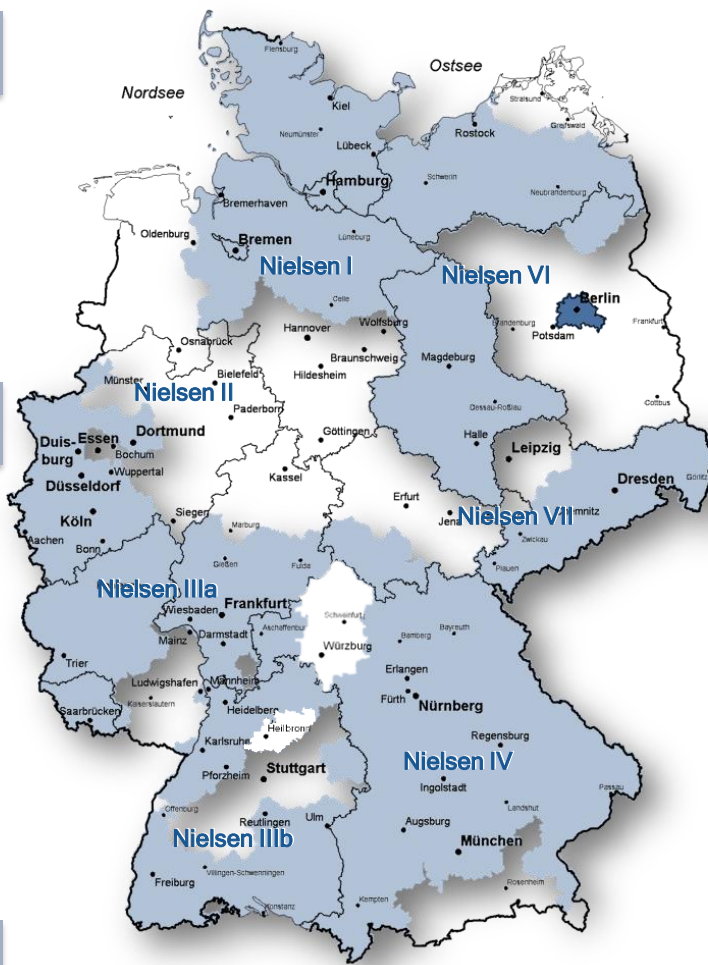 Flensburg
Ostsee
Nordsee
Kiel
Stralsund
Greifswald
Rostock
Neumünster
Lübeck
Schwerin
Hamburg
Neubrandenburg
Bremerhaven
Oldenburg
Bremen
Lüneburg
Nielsen I
Nielsen VI
Celle
Berlin
Hannover
Wolfsburg
Brandenburg
Potsdam
Frankfurt
Osnabrück
Braunschweig
Magdeburg
Hildesheim
Münster
Bielefeld
Nielsen II
Paderborn
Dessau-Roßlau
Cottbus
Duis-
burg
Essen
Dortmund
Bochum
Göttingen
Halle
Leipzig
Wuppertal
Düsseldorf
Kassel
Dresden
Görlitz
Köln
Siegen
Erfurt
Jena
Nielsen VII
emnitz
Aachen
Bonn
Marburg
Zwickau
Gießen
Fulda
Plauen
Nielsen IIIa
Wiesbaden
Frankfurt
Schweinfurt
Mainz
Darmstadt
Aschaffenbur
Bamberg
Bayreuth
Trier
Würzburg
Erlangen
Ludwigshafen
Mannheim
Kaiserslautern
Heidelberg
Fürth
Nürnberg
Saarbrücken
Heilbronn
Karlsruhe
Regensburg
Nielsen IV
Pforzheim
Stuttgart
Ingolstadt
Passau
Offenburg
Reutlingen
Ulm
Landshut
Nielsen IIIb
Augsburg
München
Villingen-Schwenningen
Freiburg
Rosenheim
Kempten
Konstanz